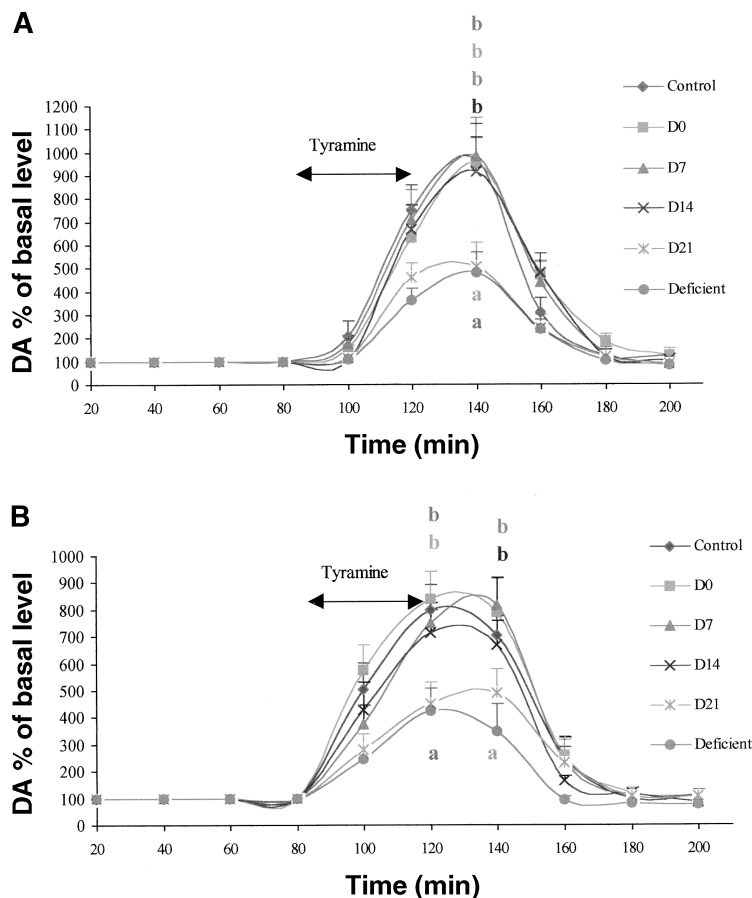 A
b
b
b
b
DA % of basal level
1200
1100
1000
900
800
700
600
500
400
300
200
100
0
Tyramine
a
a
Control
D0
D7
D14
D21
Deficient
20 40 60 80 100 120 140 160 180 200
Time (min)
B
b b
b b
DA % of basal level
1000
900
800
700
600
500
400
300
200
100
0
Tyramine
a a
Control
D0
D7
D14
D21
Deficient
20 40 60 80 100 120 140 160 180 200
Time (min)